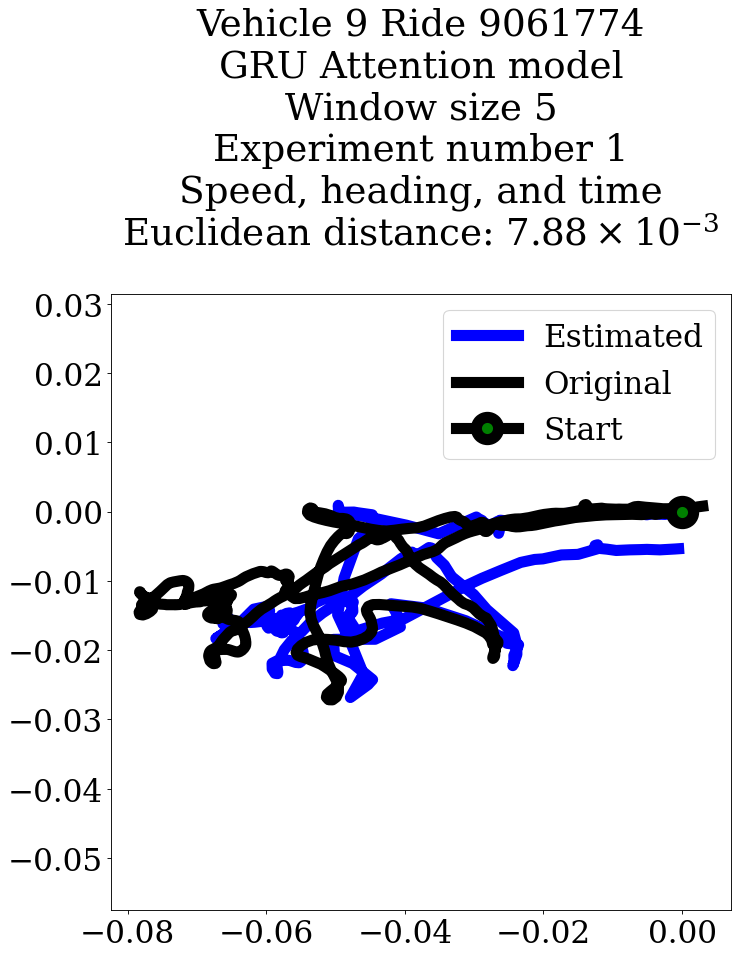 Vehicle 9 Ride 9061774
GRU Attention model
Window size 5
Experiment number 1
Speed, heading, and time
Euclidean distance: 7.88 × 10⁻³
0.03
Estimated
0.02
Original
0.01
Start
0.00
−0.01
−0.02
−0.03
−0.04
−0.05
−0.08 −0.06 −0.04 −0.02 0.00